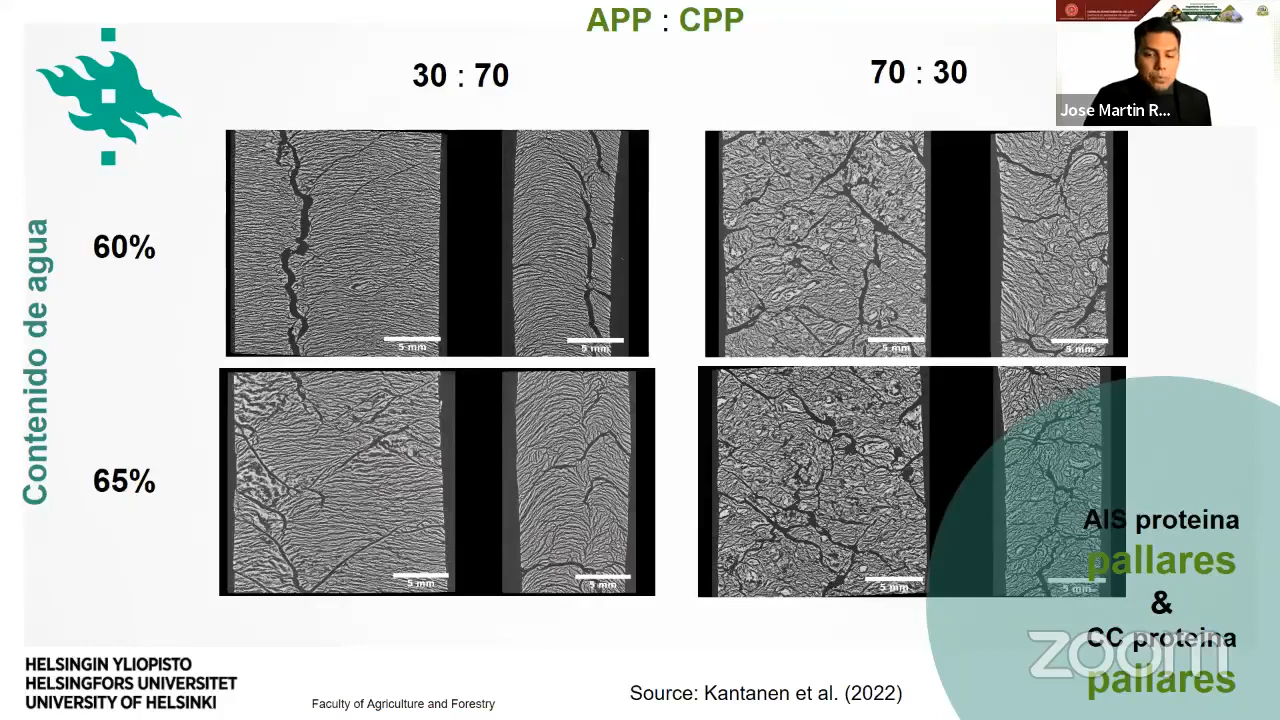 APP : CPP
30 : 70
70 : 30
Jose Martin R...
Contenido de agua
60%
5 mm
5 mm
5 mm
5 mm
65%
5 mm
5 mm
5 mm
5 mm
AIS proteina
pallares
&
CC proteina
zoom
pallares
HELSINGIN YLIOPISTO
HELSINGFORS UNIVERSITET
UNIVERSITY OF HELSINKI
Faculty of Agriculture and Forestry
Source: Kantanen et al. (2022)